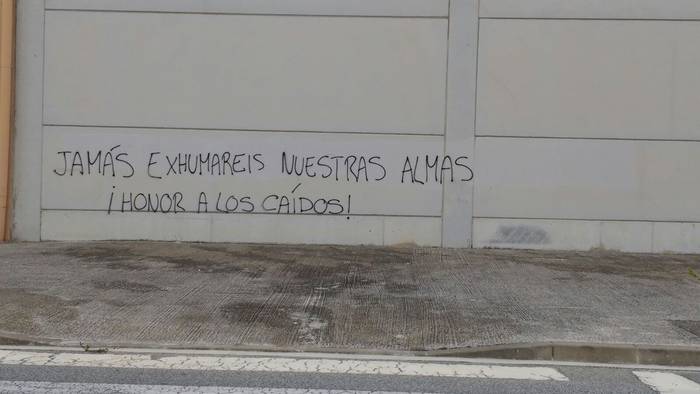 JAMÁS EXHUMAREIS NUESTRAS ALMAS
¡HONOR A LOS CAÍDOS!